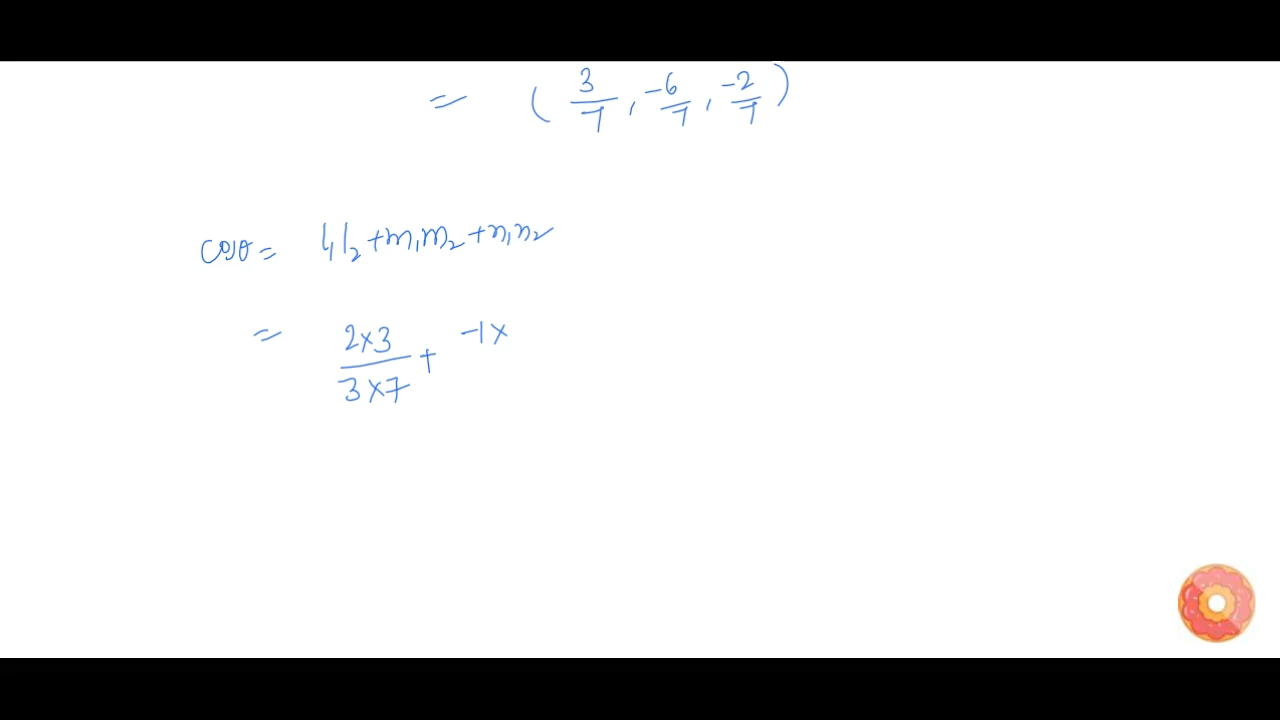 = ( 3/7 , -6/7 , -2/7 )
cosθ = l₁l₂ + m₁m₂ + n₁n₂
= 2×3/3×7 + -1×